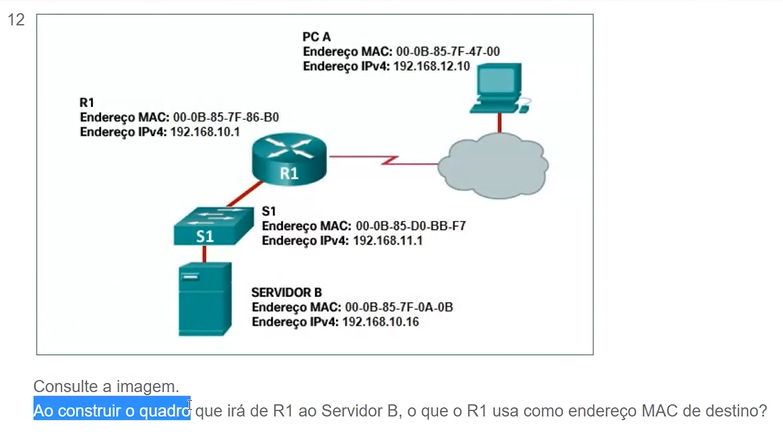 12
PC A
Endereço MAC: 00-0B-85-7F-47-00
Endereço IPv4: 192.168.12.10
R1
Endereço MAC: 00-0B-85-7F-86-B0
Endereço IPv4: 192.168.10.1
R1
S1
Endereço MAC: 00-0B-85-D0-BB-F7
Endereço IPv4: 192.168.11.1
S1
SERVIDOR B
Endereço MAC: 00-0B-85-7F-0A-0B
Endereço IPv4: 192.168.10.16
Consulte a imagem.
Ao construir o quadro que irá de R1 ao Servidor B, o que o R1 usa como endereço MAC de destino?